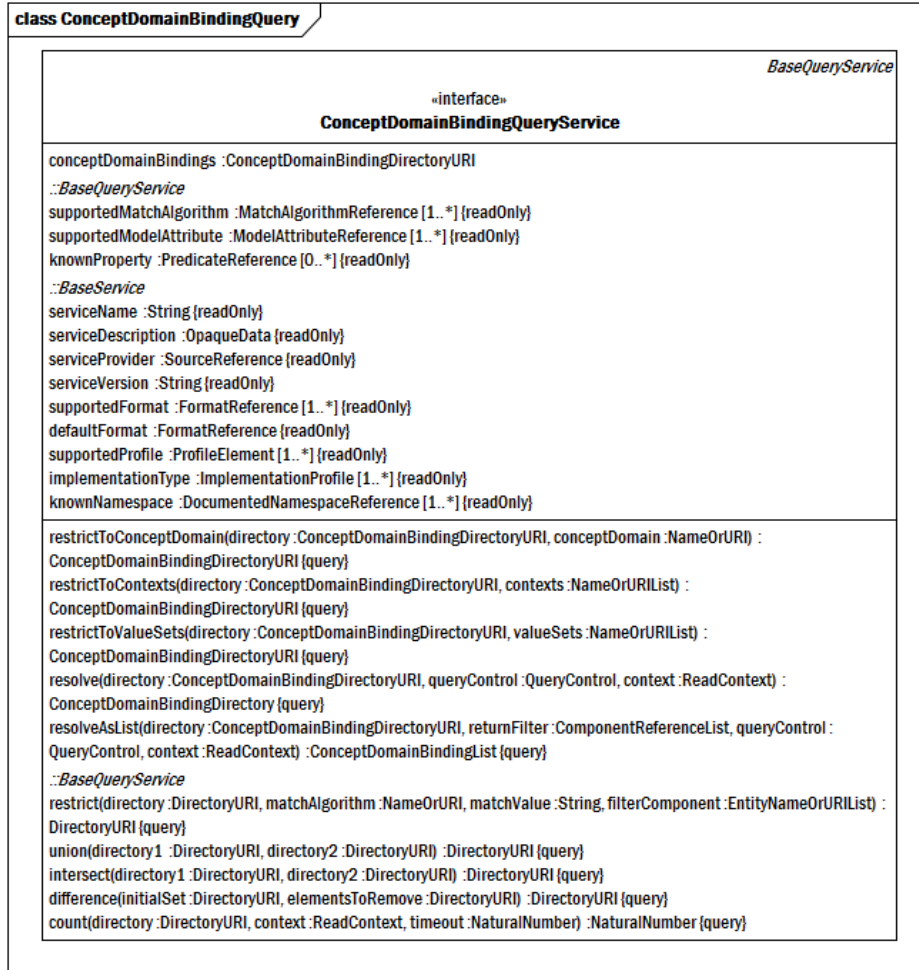 class ConceptDomainBindingQuery
BaseQueryService
«interface»
ConceptDomainBindingQueryService
conceptDomainBindings :ConceptDomainBindingDirectoryURI
::BaseQueryService
supportedMatchAlgorithm :MatchAlgorithmReference [1..*] {readOnly}
supportedModelAttribute :ModelAttributeReference [1..*] {readOnly}
knownProperty :PredicateReference [0..*] {readOnly}
::BaseService
serviceName :String {readOnly}
serviceDescription :OpaqueData {readOnly}
serviceProvider :SourceReference {readOnly}
serviceVersion :String {readOnly}
supportedFormat :FormatReference [1..*] {readOnly}
defaultFormat :FormatReference {readOnly}
supportedProfile :ProfileElement [1..*] {readOnly}
implementationType :ImplementationProfile [1..*] {readOnly}
knownNamespace :DocumentedNamespaceReference [1..*] {readOnly}
restrictToConceptDomain(directory :ConceptDomainBindingDirectoryURI, conceptDomain :NameOrURI) :
ConceptDomainBindingDirectoryURI {query}
restrictToContexts(directory :ConceptDomainBindingDirectoryURI, contexts :NameOrURIList) :
ConceptDomainBindingDirectoryURI {query}
restrictToValueSets(directory :ConceptDomainBindingDirectoryURI, valueSets :NameOrURIList) :
ConceptDomainBindingDirectoryURI {query}
resolve(directory :ConceptDomainBindingDirectoryURI, queryControl :QueryControl, context :ReadContext) :
ConceptDomainBindingDirectory {query}
resolveAsList(directory :ConceptDomainBindingDirectoryURI, returnFilter :ComponentReferenceList, queryControl :
QueryControl, context :ReadContext) :ConceptDomainBindingList {query}
::BaseQueryService
restrict(directory :DirectoryURI, matchAlgorithm :NameOrURI, matchValue :String, filterComponent :EntityNameOrURIList) :
DirectoryURI {query}
union(directory1 :DirectoryURI, directory2 :DirectoryURI) :DirectoryURI {query}
intersect(directory1 :DirectoryURI, directory2 :DirectoryURI) :DirectoryURI {query}
difference(initialSet :DirectoryURI, elementsToRemove :DirectoryURI) :DirectoryURI {query}
count(directory :DirectoryURI, context :ReadContext, timeout :NaturalNumber) :NaturalNumber {query}